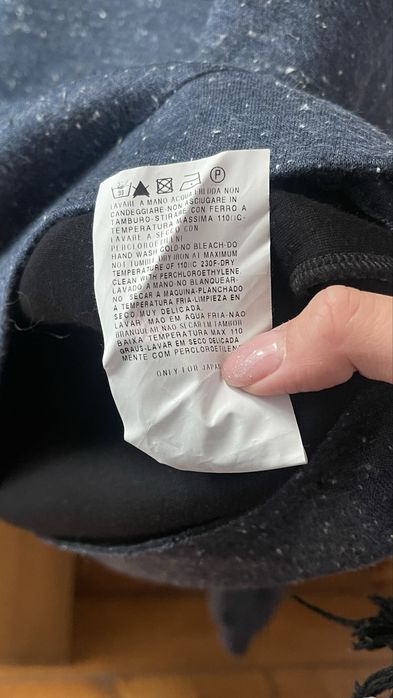 P
LAVARE A MANO ACQUA FREDDA NON
CANDEGGIARE NON ASCIUGARE IN
TAMBURO-STIRARE CON FERRO A
TEMPERATURA MASSIMA 110□C-
LAVARE A SECCO CON
PERCLOROETILENE
HAND WASH COLD-NO BLEACH-DO
NOT TUMBLE DRY IRON AT MAXIMUM
TEMPERATURE OF 110□C 230F-DRY
CLEAN WITH PERCHLOROETHYLENE.
LAVADO A MANO-NO BLANQUEAR-
NO SECAR A MAQUINA-PLANCHADO
A TEMPERATURA FRIA-LIMPIEZA EN
SECO MUY DELICADA.
LAVAR MAO EM AGUA FRIA-NAO
BRANQULAR NAO SECAR EM TAMBOR
BAIXA TEMPERATURA MAX 110
GRAUS-LAVAR EM SECO DELICADA
MENTE COM PERCLOROETILEN
ONLY FOR JAPAN